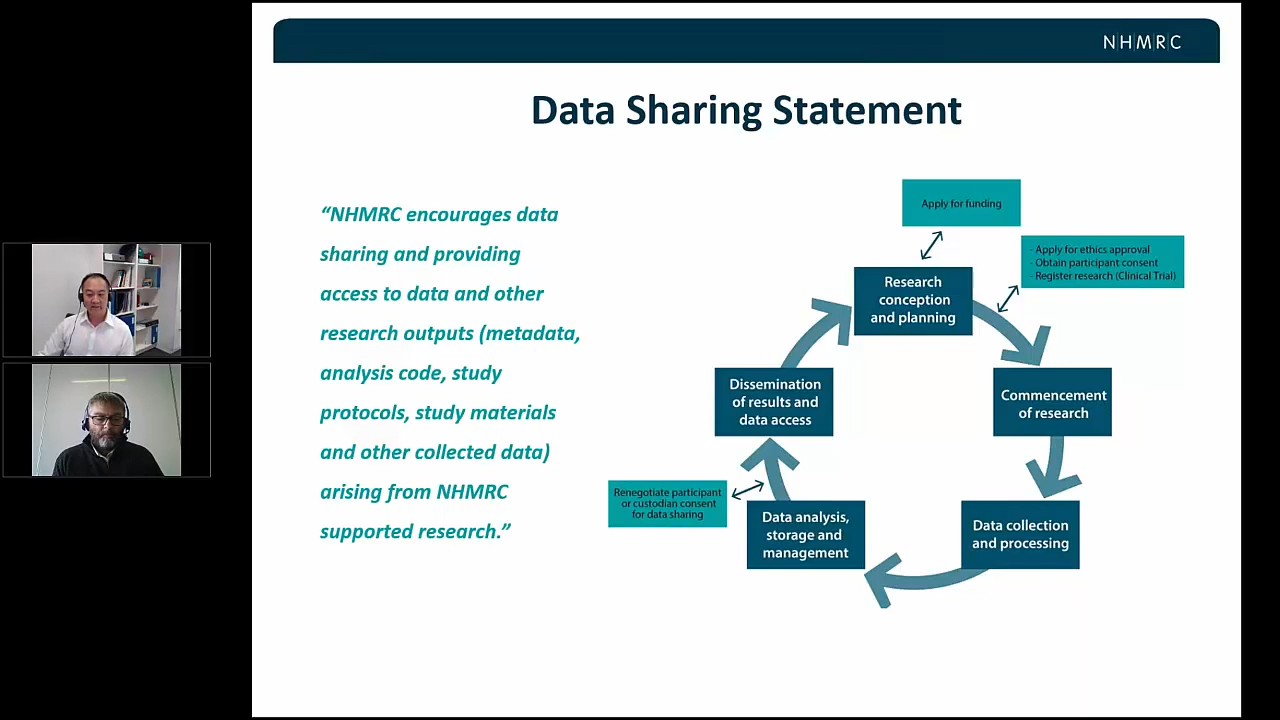 NHMRC
Data Sharing Statement
“NHMRC encourages data
sharing and providing
access to data and other
research outputs (metadata,
analysis code, study
protocols, study materials
and other collected data)
arising from NHMRC
supported research.”
Apply for funding
- Apply for ethics approval
- Obtain participant consent
- Register research (Clinical Trial)
Research
conception
and planning
Commencement
of research
Data collection
and processing
Data analysis,
storage and
management
Renegotiate participant
or custodian consent
for data sharing
Dissemination
of results and
data access